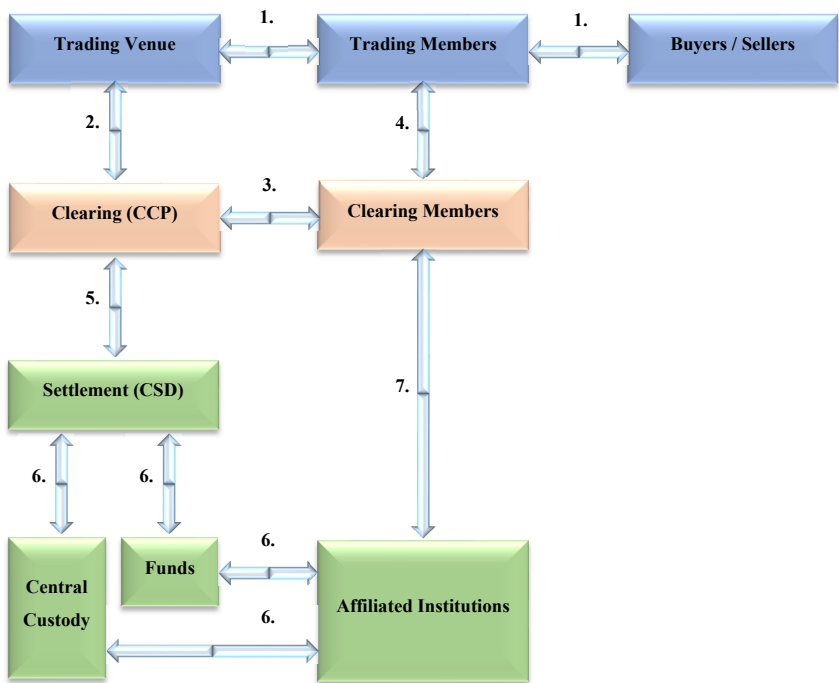 1.
1.
Trading Venue
Trading Members
Buyers / Sellers
2.
4.
3.
Clearing (CCP)
Clearing Members
5.
Settlement (CSD)
7.
6.
6.
6.
Funds
Central
Custody
Affiliated Institutions
6.